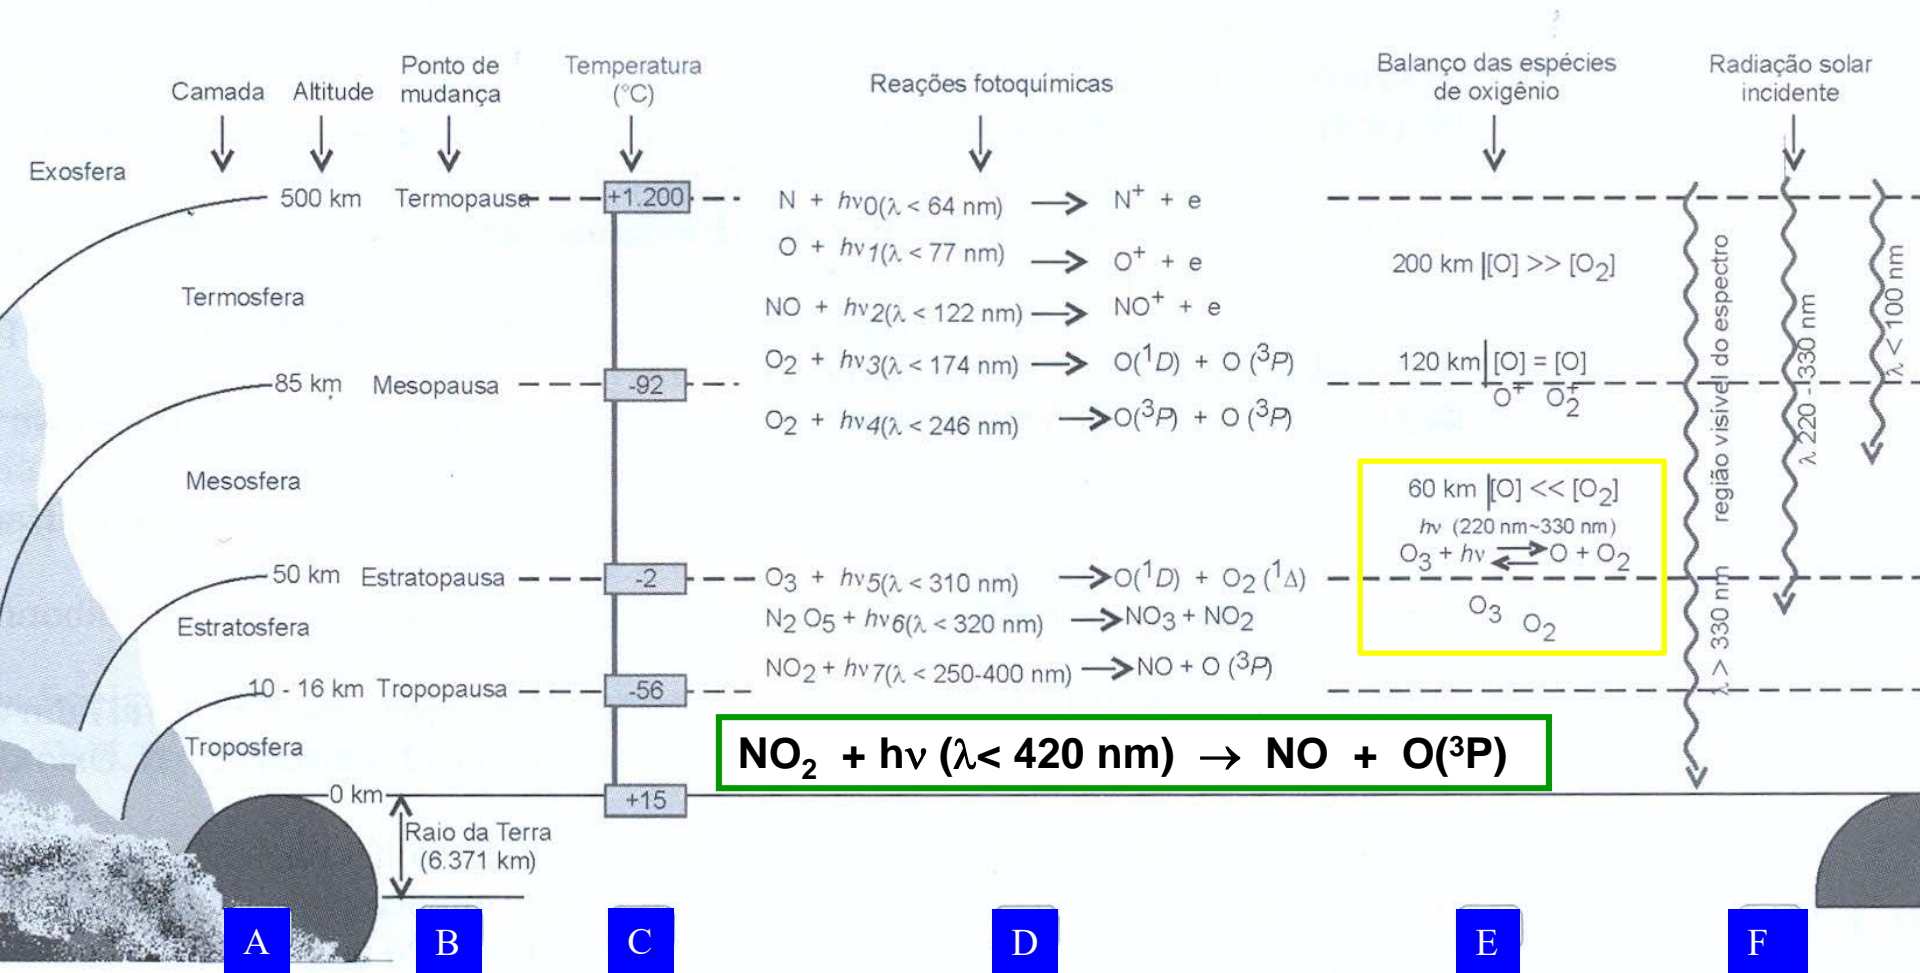 Camada
Altitude
Ponto de
mudança
Temperatura
(°C)
Reações fotoquímicas
Balanço das espécies
de oxigênio
Radiação solar
incidente
Exosfera
500 km Termopausa +1.200
N + hν0(λ < 64 nm) → N⁺ + e
O + hν1(λ < 77 nm) → O⁺ + e
200 km |[O] >> [O₂]
Termosfera
NO + hν2(λ < 122 nm) → NO⁺ + e
O₂ + hν3(λ < 174 nm) → O(¹D) + O (³P)
120 km |[O] = [O]
85 km Mesopausa -92
O⁺ O₂⁺
O₂ + hν4(λ < 246 nm) → O(³P) + O (³P)
Mesosfera
60 km |[O] << [O₂]
hν (220 nm~330 nm)
O₃ + hν ⇄ O + O₂
50 km Estratopausa -2
O₃ + hν5(λ < 310 nm) → O(¹D) + O₂ (¹Δ)
N₂ O₅ + hν6(λ < 320 nm) → NO₃ + NO₂
O₃ O₂
Estratosfera
NO₂ + hν7(λ < 250-400 nm) → NO + O (³P)
10 - 16 km Tropopausa -56
Troposfera
NO₂ + hν (λ< 420 nm) → NO + O(³P)
0 km +15
Raio da Terra
(6.371 km)
λ > 330 nm região visível do espectro
λ 220 - 330 nm
λ < 100 nm
A B C D E F